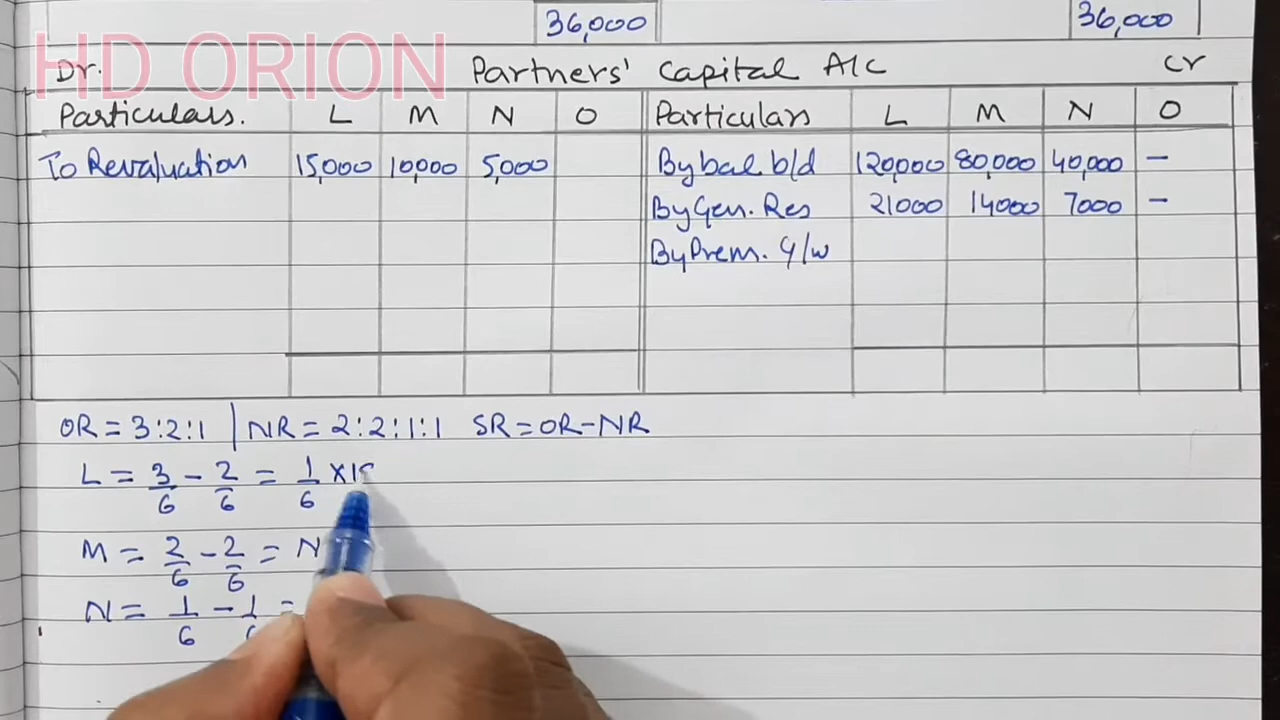 36,000 36,000
HD ORION
Dr. Partners' Capital A/C Cr
Particulars. L M N O Particulars L M N O
To Revaluation 15,000 10,000 5,000 By bal b/d 120,000 80,000 40,000 —
By Gen. Res 21000 14000 7000 —
By Prem. G/w
OR = 3:2:1 | NR = 2:2:1:1 SR = OR-NR
L = 3/6 - 2/6 = 1/6 x
M = 2/6 - 2/6 = N
N = 1/6 - 1/6 =